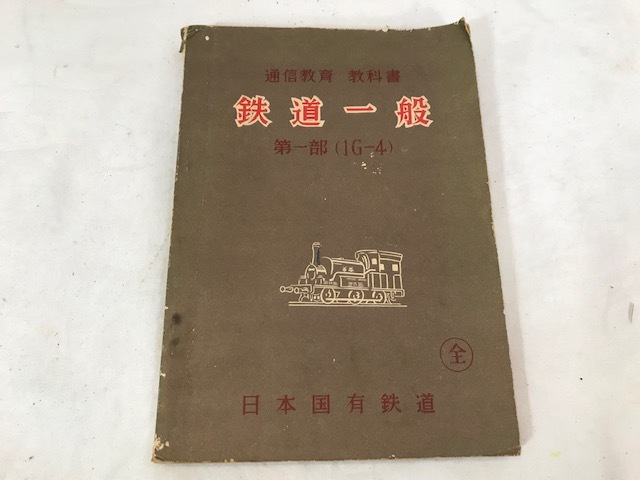 通信教育 教科書
鉄道一般
第一部(1G-4)
全
日本国有鉄道